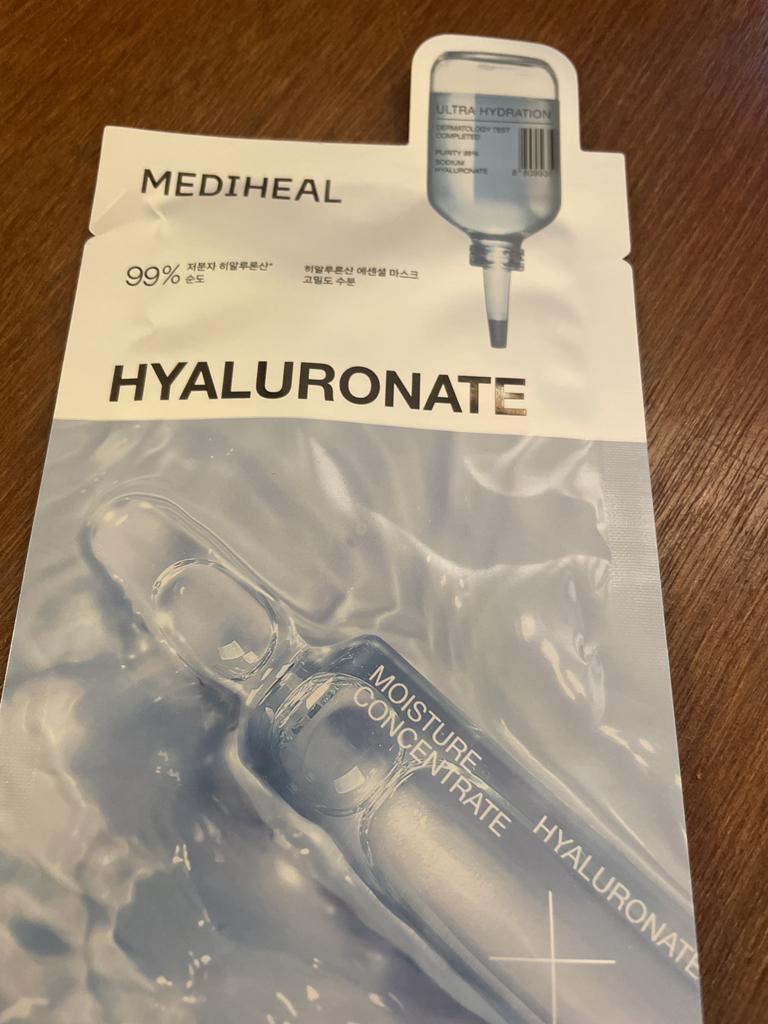 ULTRA HYDRATION
DERMATOLOGY TEST
COMPLETED
PURITY 99%
SODIUM
HYALURONATE
MEDIHEAL
99% 저분자 히알루론산*
순도
히알루론산 에센셜 마스크
고밀도 수분
HYALURONATE
MOISTURE
CONCENTRATE
HYALURONATE